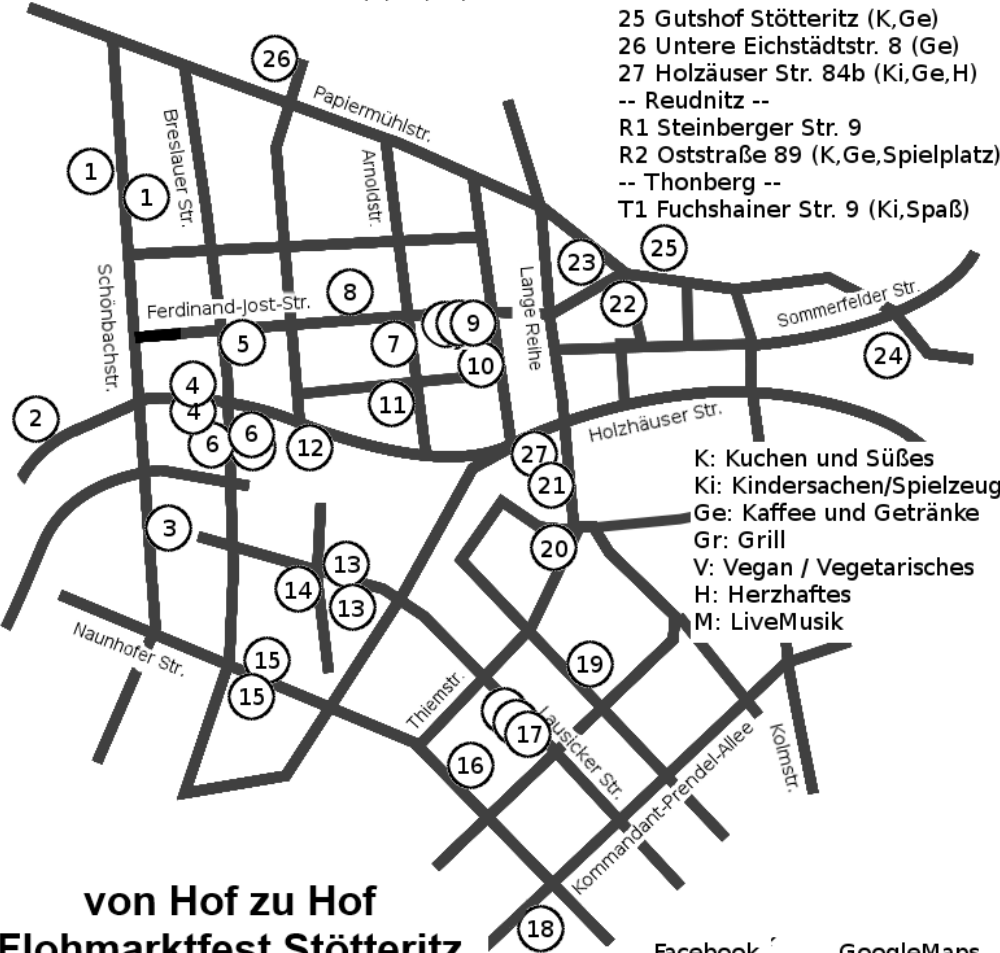 25 Gutshof Stötteritz (K,Ge)
26 Untere Eichstädtstr. 8 (Ge)
27 Holzäuser Str. 84b (Ki,Ge,H)
-- Reudnitz --
R1 Steinberger Str. 9
R2 Oststraße 89 (K,Ge,Spielplatz)
-- Thonberg --
T1 Fuchshainer Str. 9 (Ki,Spaß)
26
Papiermühlstr.
Breslauer Str.
Arnoldstr.
1
1
25
23
Schönbachstr.
Ferdinand-Jost-Str.
8
Lange Reihe
22
Sommerfelder Str.
9
5
7
24
10
4
4
11
2
6
6
12
Holzhäuser Str.
27
21
K: Kuchen und Süßes
Ki: Kindersachen/Spielzeug
Ge: Kaffee und Getränke
Gr: Grill
V: Vegan / Vegetarisches
H: Herzhaftes
M: LiveMusik
3
20
13
14
13
Naunhofer Str.
15
15
19
Thiemstr.
17
Lausicker Str.
16
Kommandant-Prendel-Allee
Kolmstr.
18
von Hof zu Hof
Flohmarktfest Stötteritz
Facebook
GoogleMaps